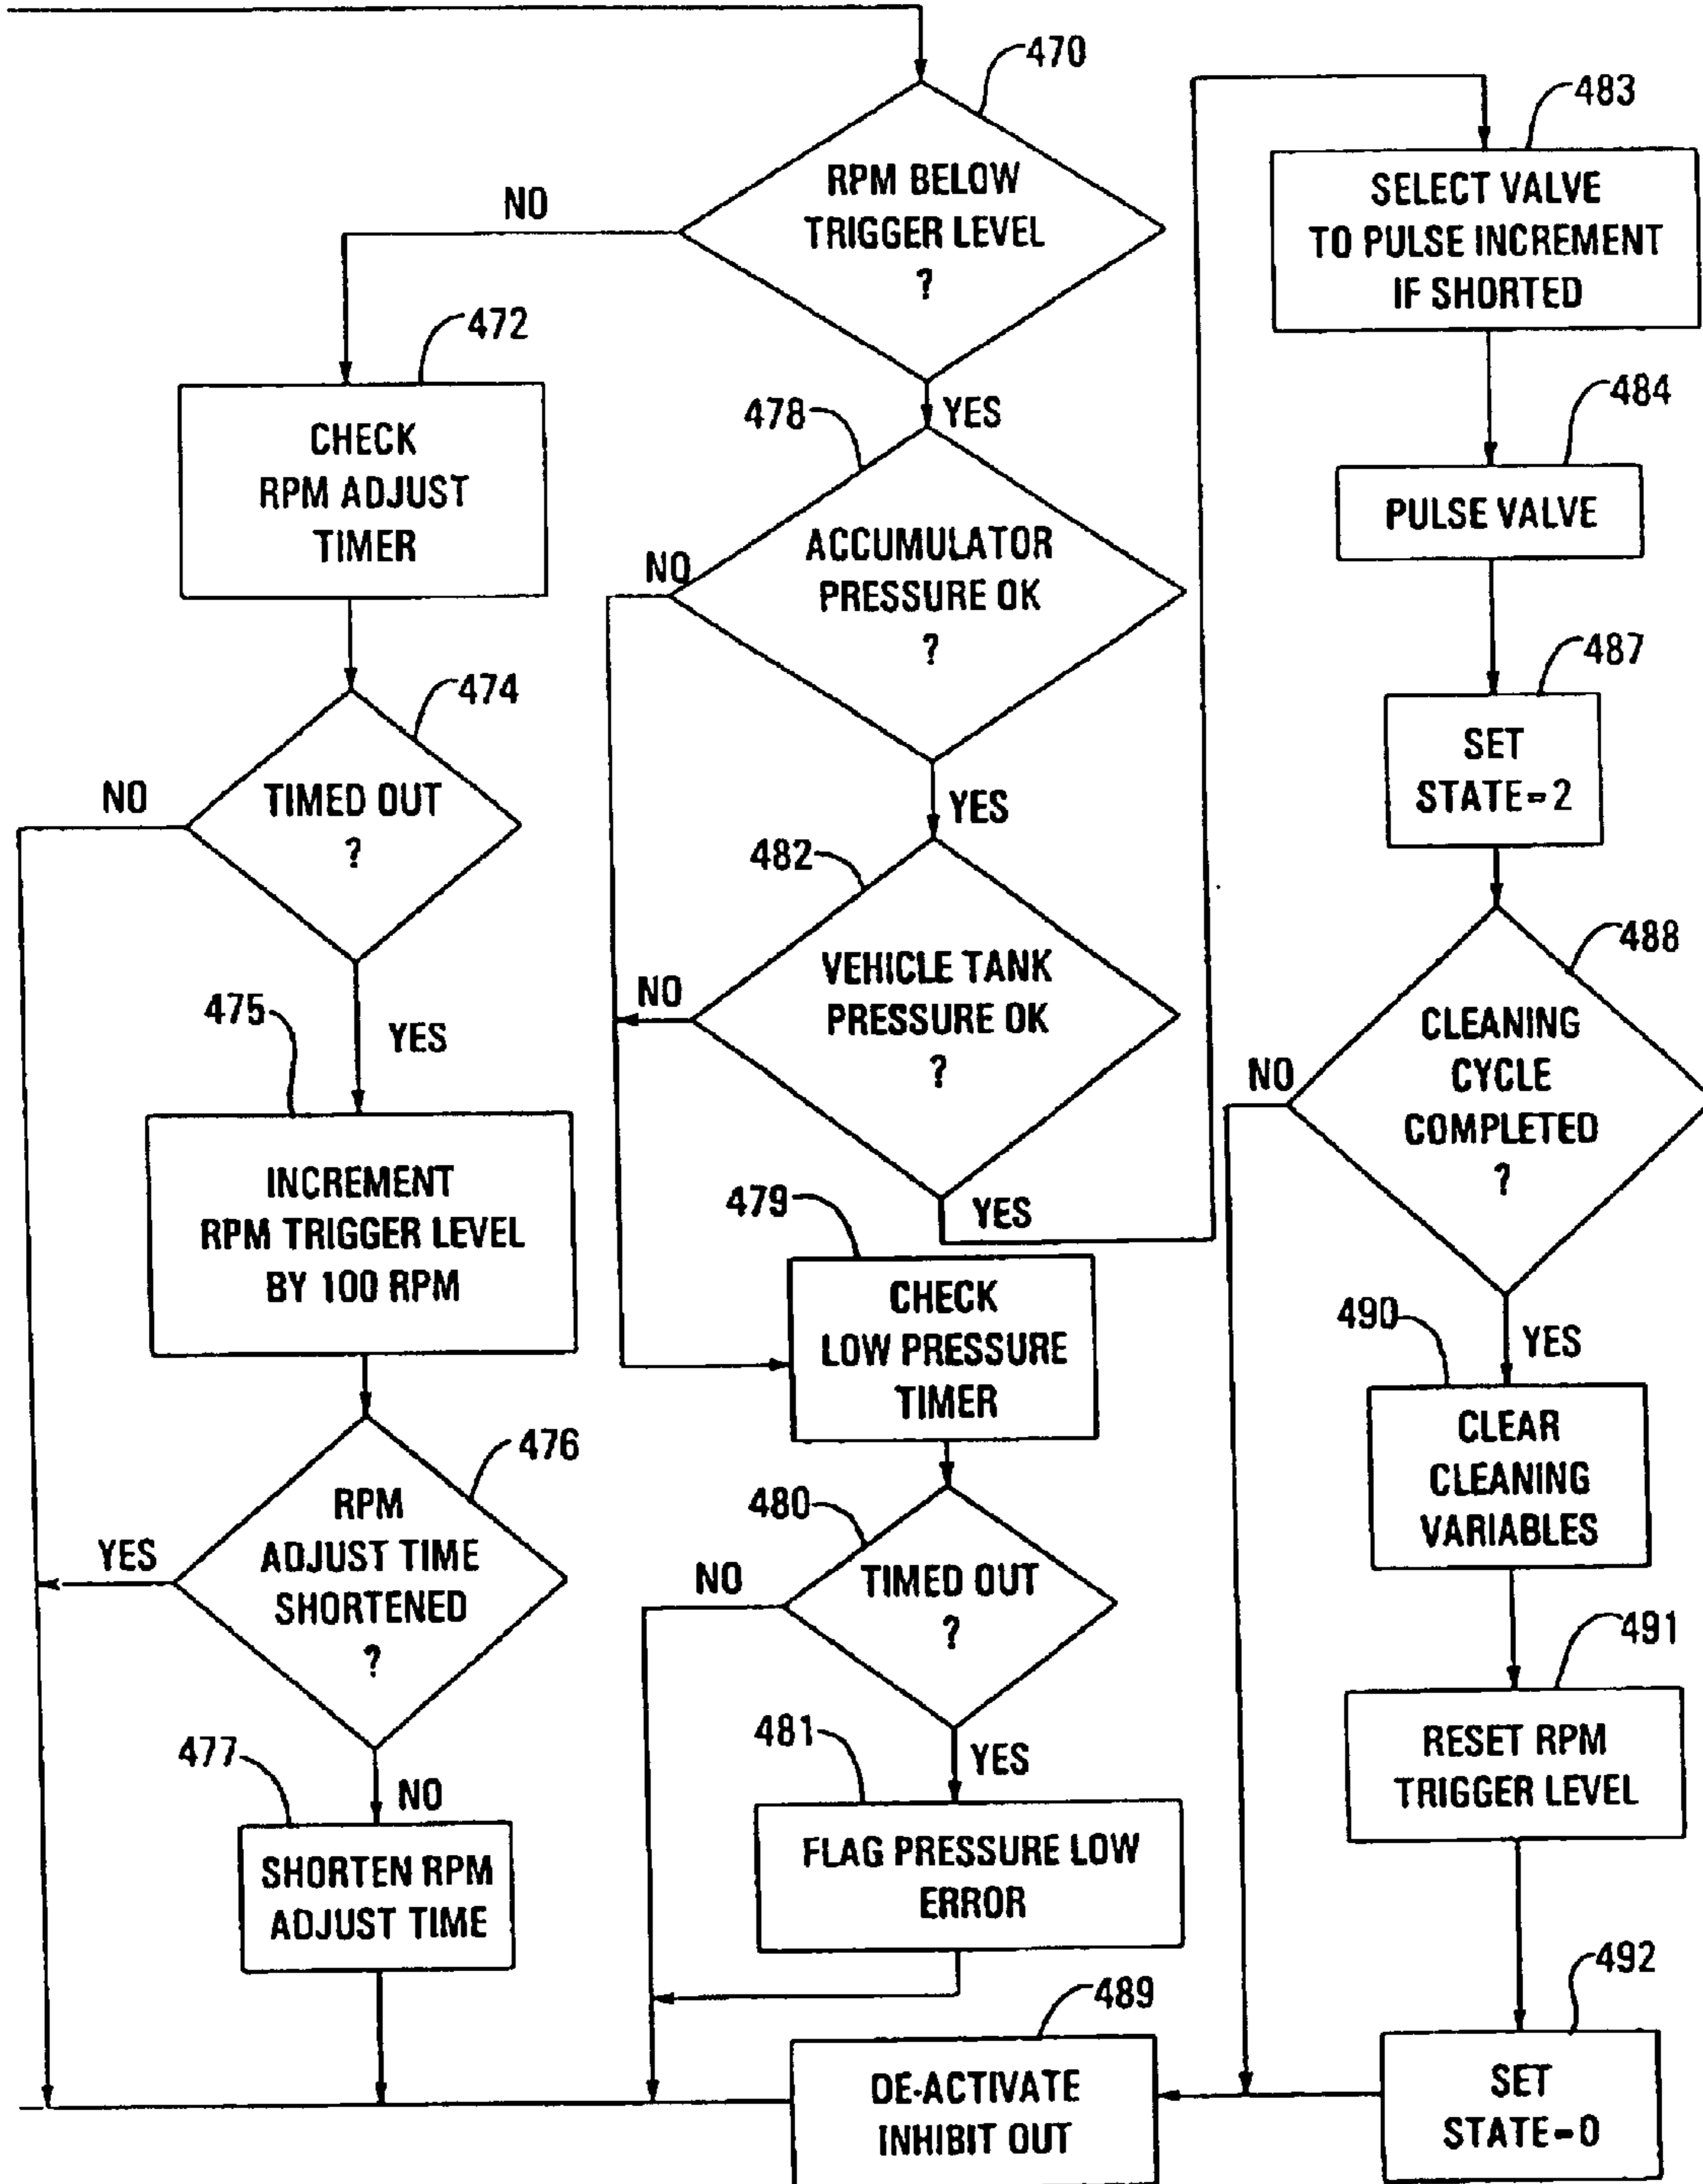 470
RPM BELOW
TRIGGER LEVEL
?
NO
YES
472
CHECK
RPM ADJUST
TIMER
474
TIMED OUT
?
NO
YES
475
INCREMENT
RPM TRIGGER LEVEL
BY 100 RPM
476
RPM
ADJUST TIME
SHORTENED
?
YES
NO
477
SHORTEN RPM
ADJUST TIME
478
ACCUMULATOR
PRESSURE OK
?
NO
YES
482
VEHICLE TANK
PRESSURE OK
?
NO
YES
479
CHECK
LOW PRESSURE
TIMER
480
TIMED OUT
?
NO
YES
481
FLAG PRESSURE LOW
ERROR
483
SELECT VALVE
TO PULSE INCREMENT
IF SHORTED
484
PULSE VALVE
487
SET
STATE=2
488
CLEANING
CYCLE
COMPLETED
?
NO
YES
490
CLEAR
CLEANING
VARIABLES
491
RESET RPM
TRIGGER LEVEL
492
SET
STATE=0
489
DE-ACTIVATE
INHIBIT OUT